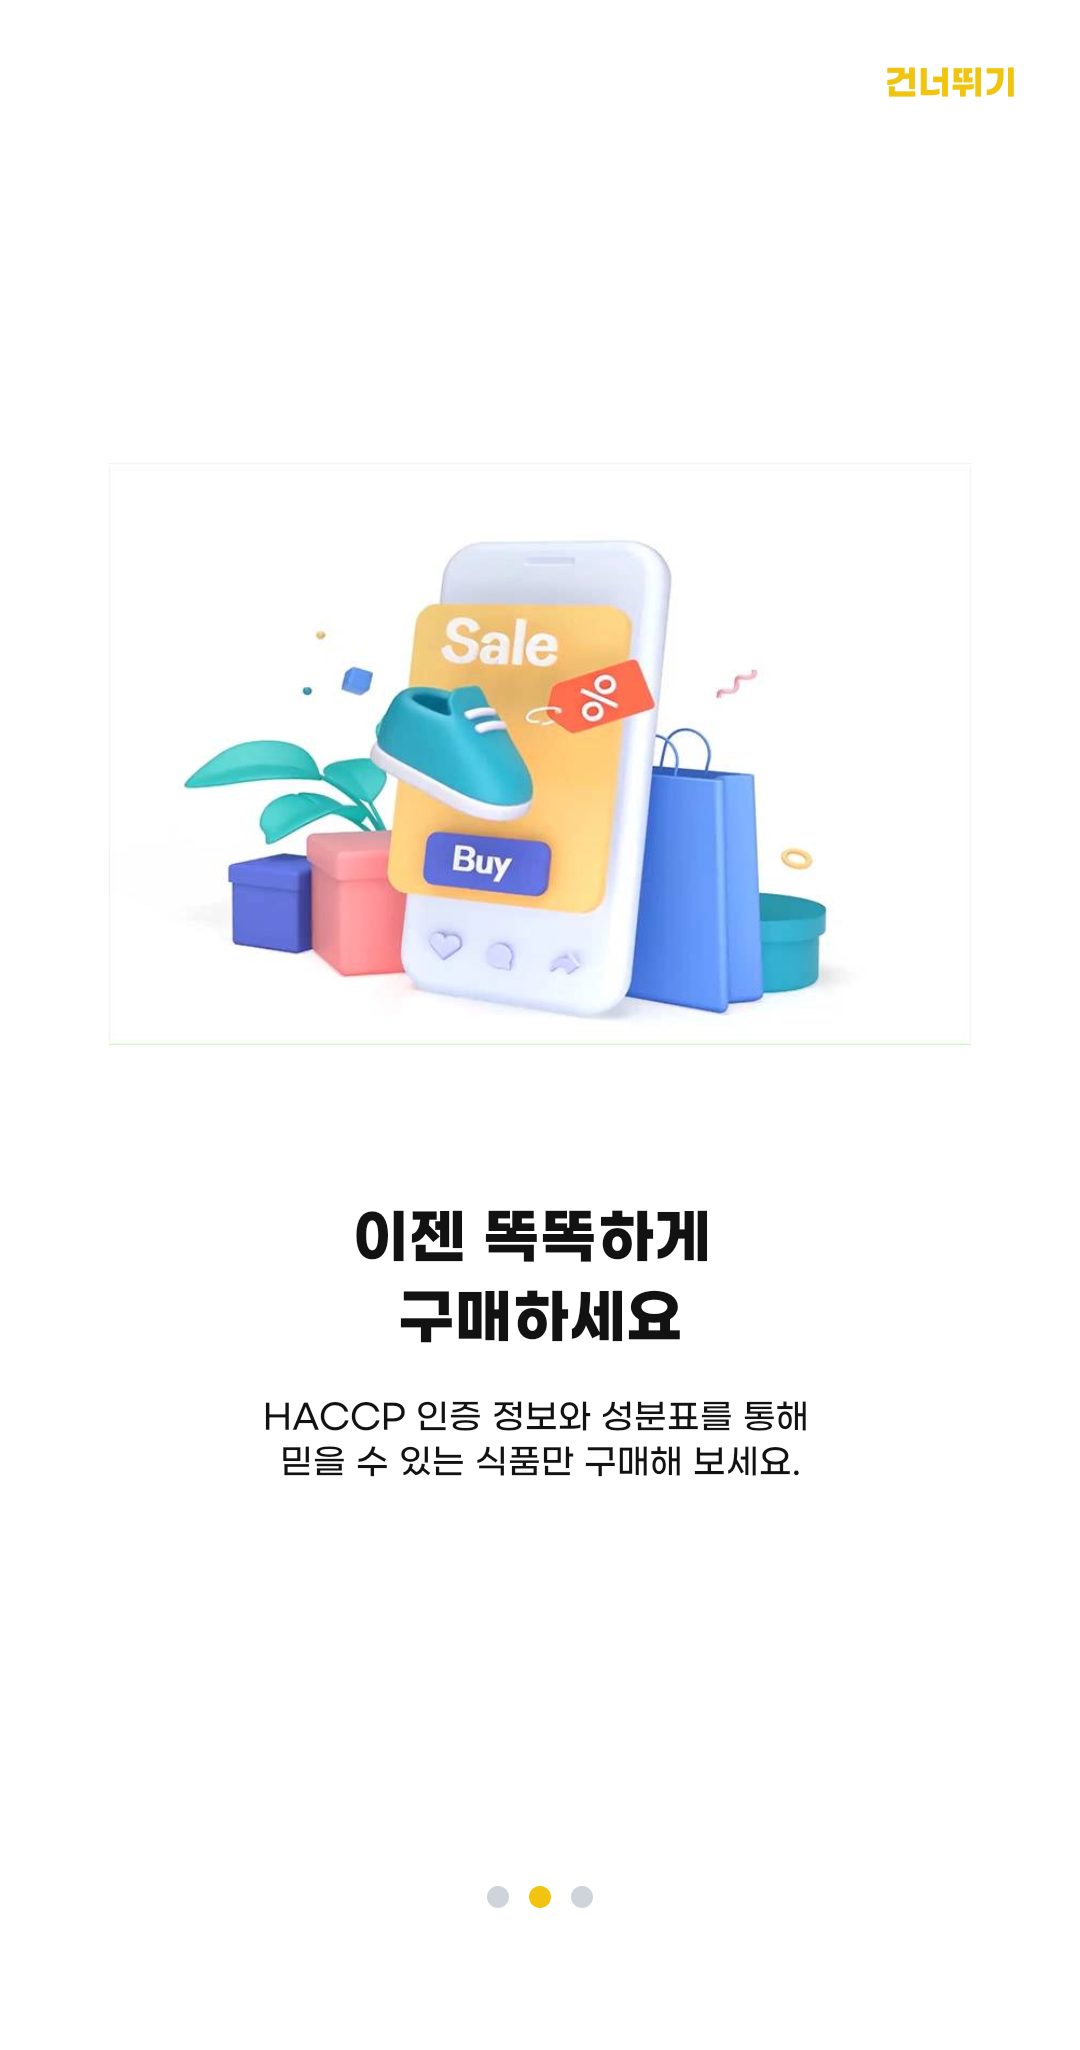 건너뛰기
Sale
%
Buy
이젠 똑똑하게
구매하세요
HACCP 인증 정보와 성분표를 통해
믿을 수 있는 식품만 구매해 보세요.